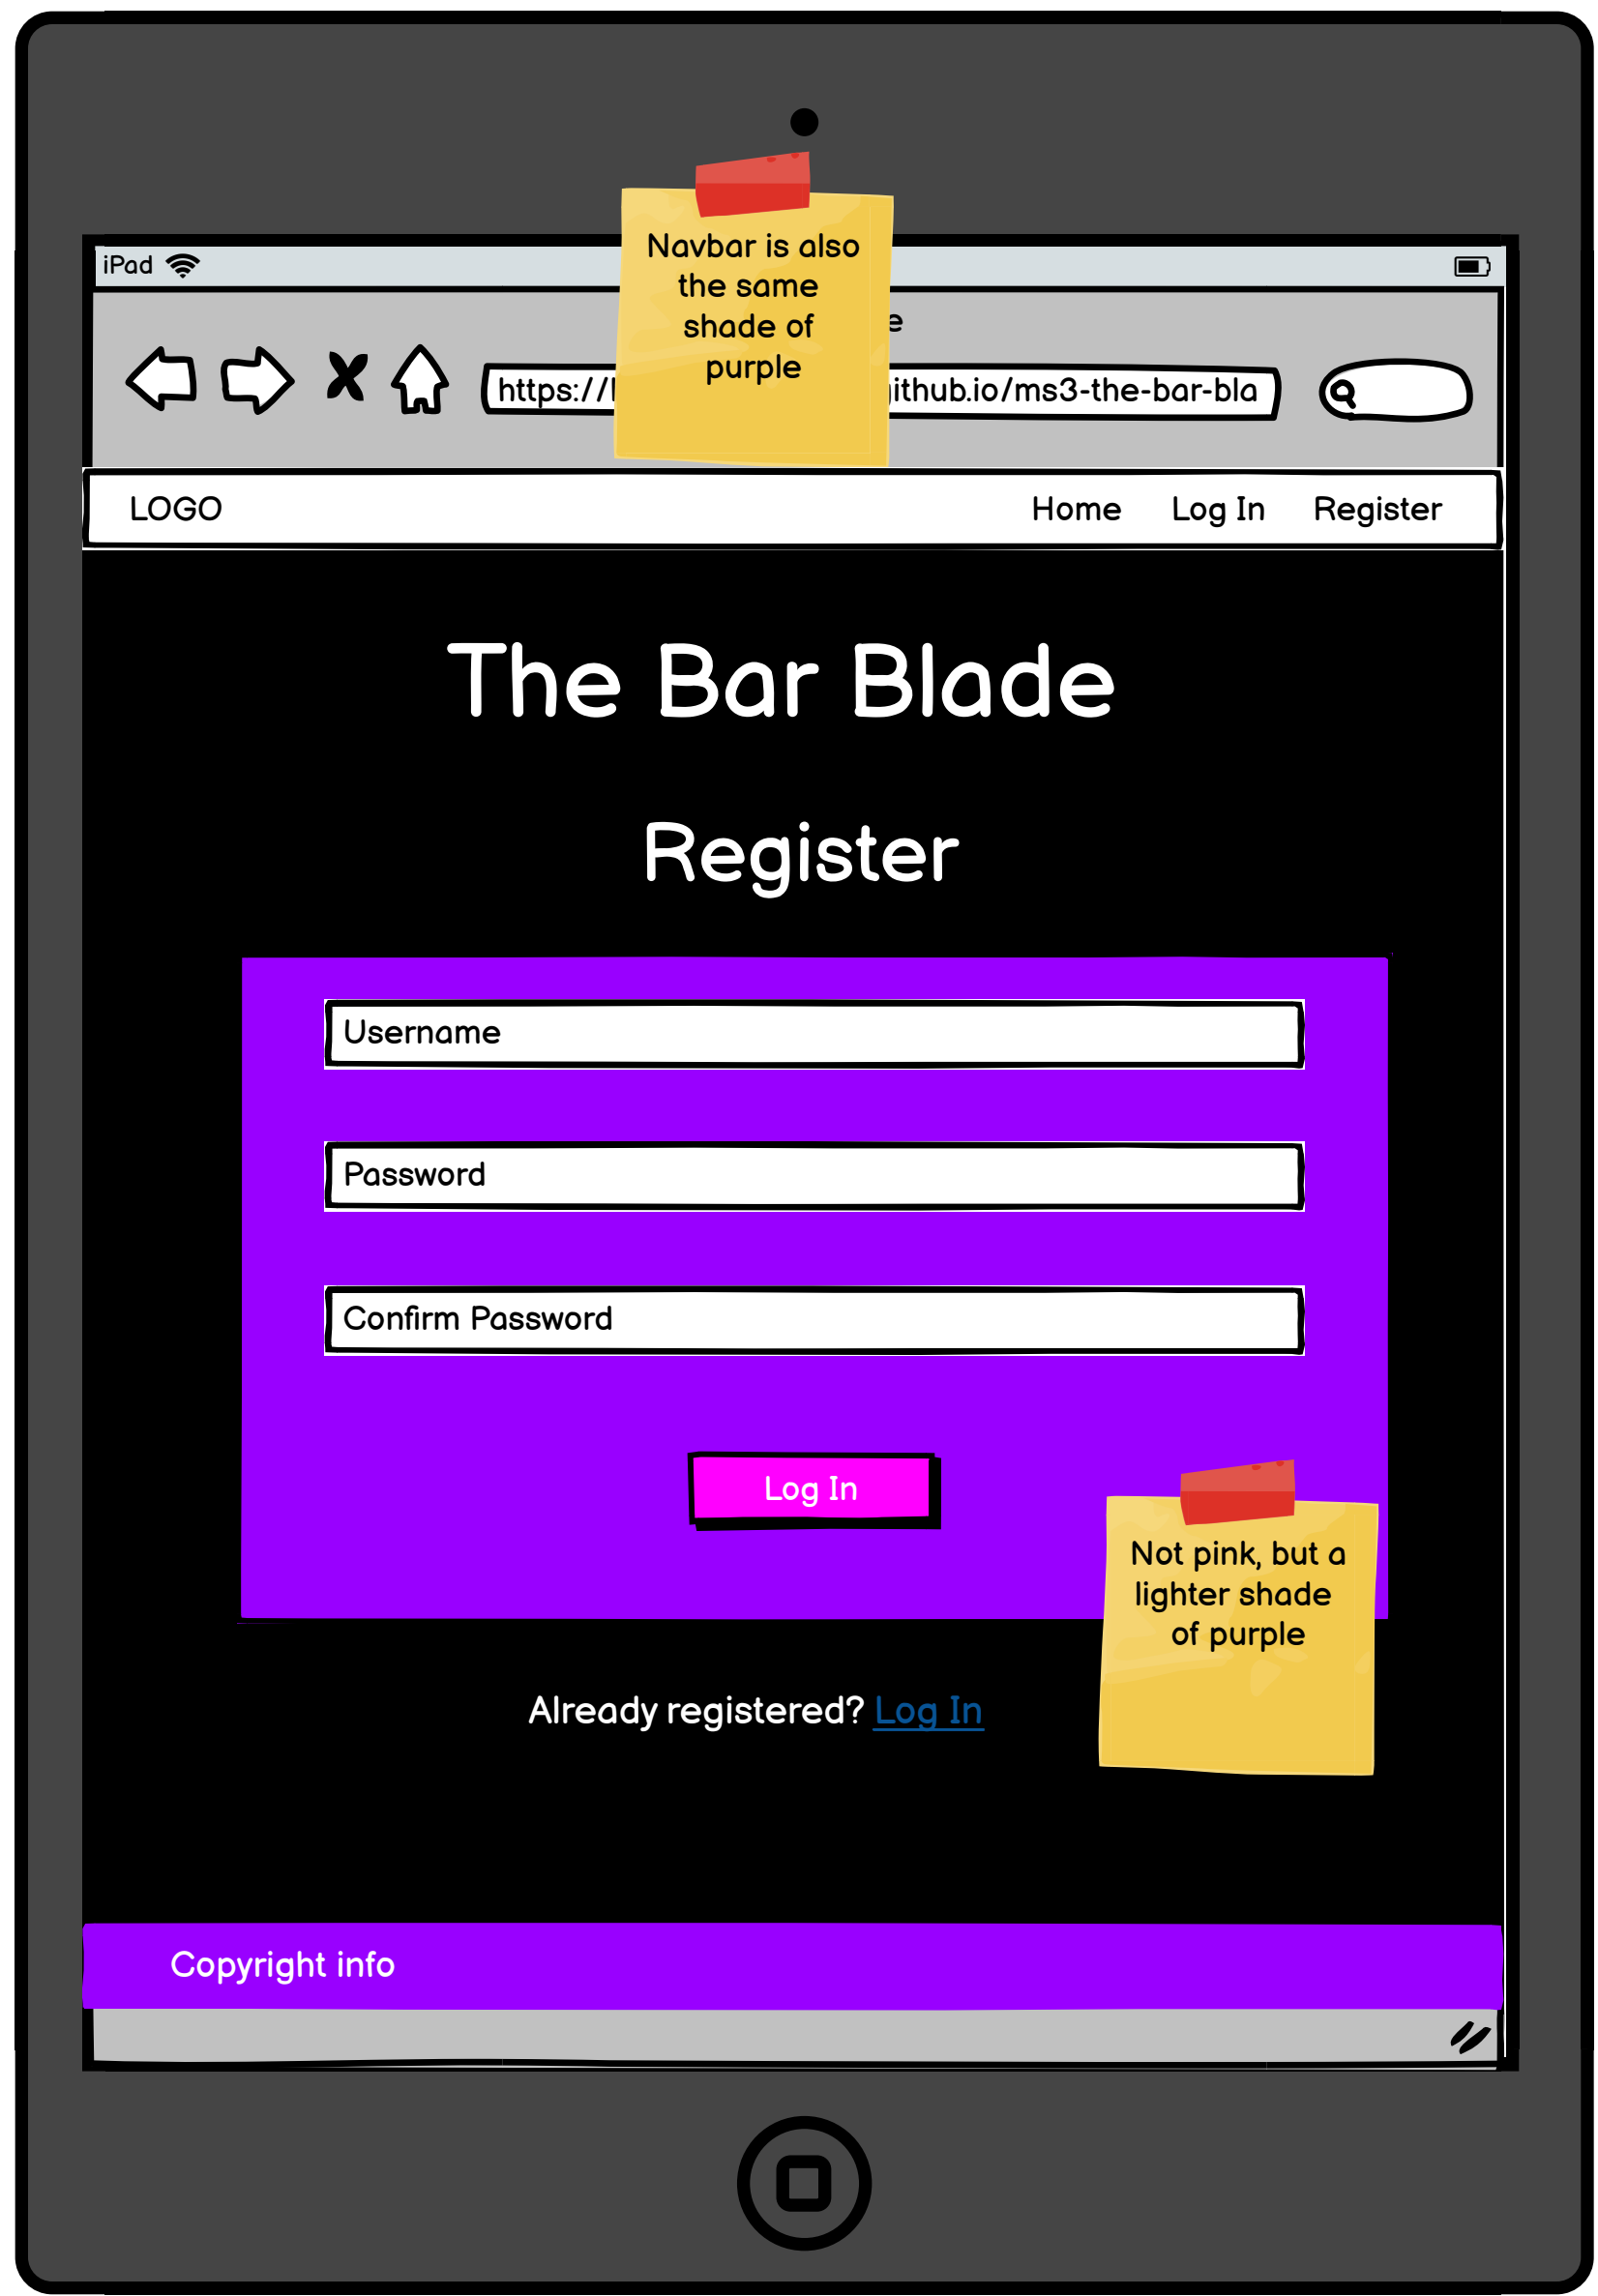 iPad
Navbar is also
the same
shade of
purple
https:// github.io/ms3-the-bar-bla
LOGO Home Log In Register
The Bar Blade
Register
Username
Password
Confirm Password
Log In
Not pink, but a
lighter shade
of purple
Already registered? Log In
Copyright info